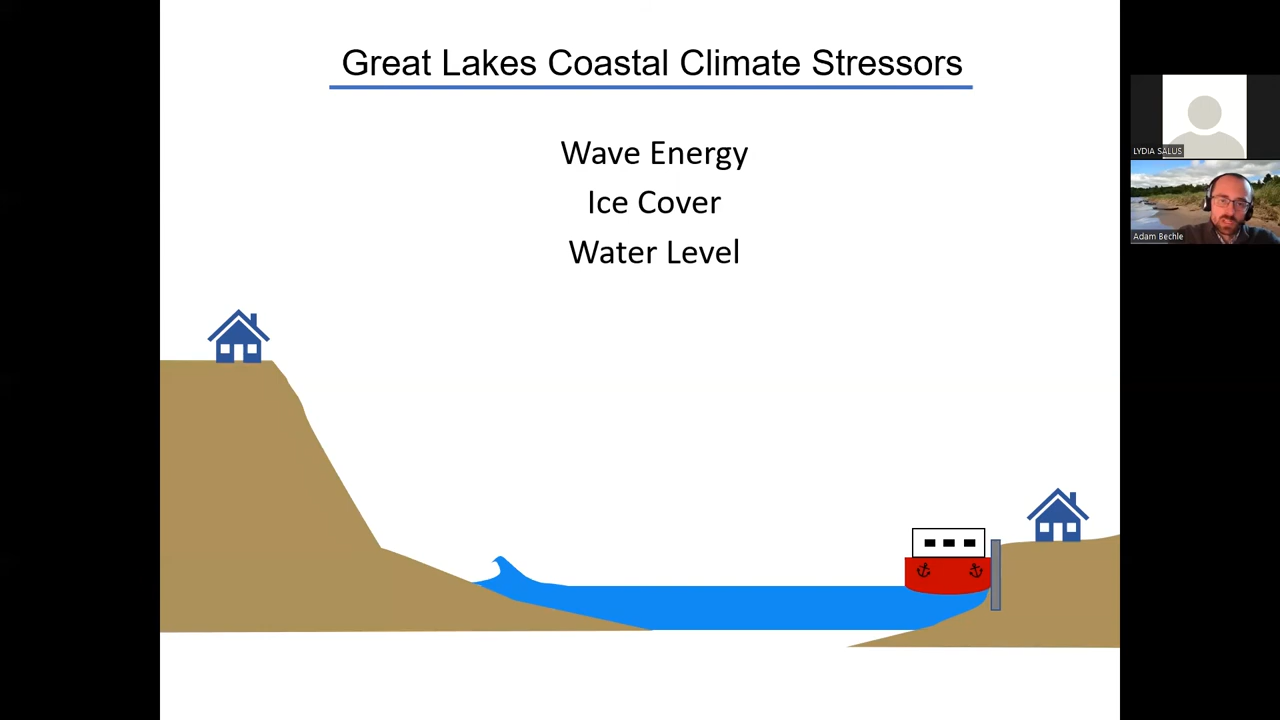 Great Lakes Coastal Climate Stressors
Wave Energy
Ice Cover
Water Level
LYDIA SALUS
Adam Bechle